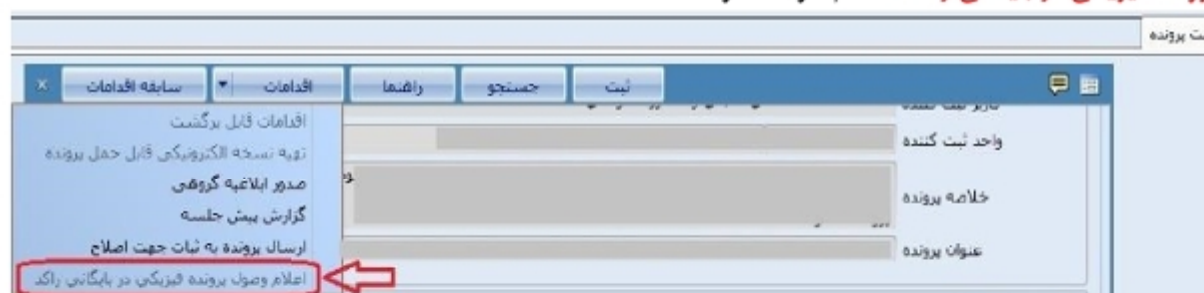 ت پرونده
ثبت
جستجو
راهنما
اقدامات
سابقه اقدامات
واحد ثبت کننده
خلاصه پرونده
عنوان پرونده
اقدامات قابل برگشت
تهیه نسخه الکترونیکی قابل حمل پرونده
صدور ابلاغیه گروهی
گزارش پیش جلسه
ارسال پرونده به ثبات جهت اصلاح
اعلام وصول پرونده فیزیکی در بایگانی راکد